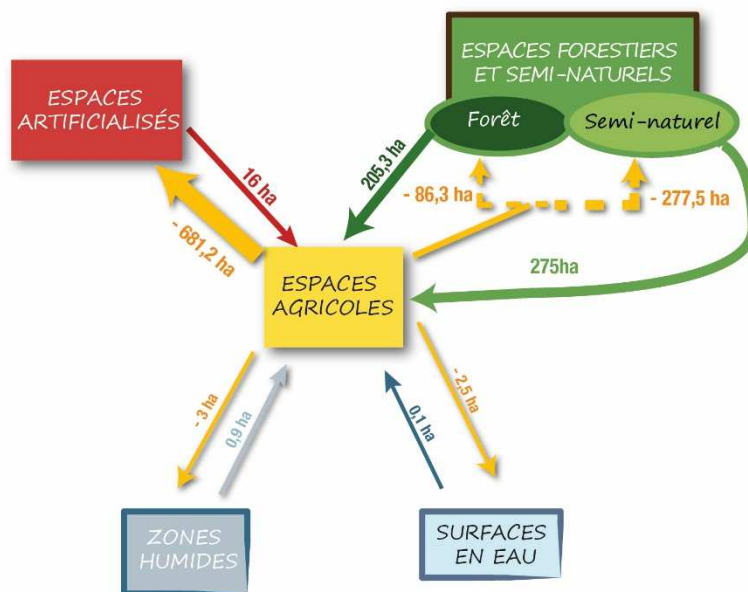 ESPACES FORESTIERS
ET SEMI-NATURELS
ESPACES
ARTIFICIALISÉS
Forêt
Semi-naturel
16 ha
205,3 ha
- 86,3 ha
- 277,5 ha
- 681,2 ha
275ha
ESPACES
AGRICOLES
- 3 ha
0,9 ha
0,1 ha
- 2,5 ha
ZONES
HUMIDES
SURFACES
EN EAU